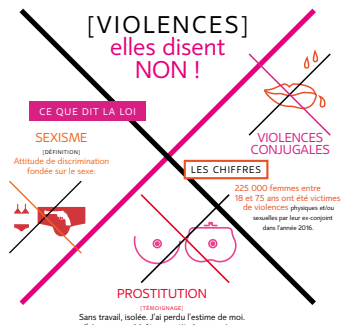 [VIOLENCES]
elles disent
NON !
CE QUE DIT LA LOI
SEXISME
[DÉFINITION]
Attitude de discrimination
fondée sur le sexe.
VIOLENCES
CONJUGALES
LES CHIFFRES
225 000 femmes entre
18 et 75 ans ont été victimes
de violences physiques et/ou
sexuelles par leur ex-conjoint
dans l'année 2016.
PROSTITUTION
[TÉMOIGNAGE]
Sans travail, isolée. J'ai perdu l'estime de moi.